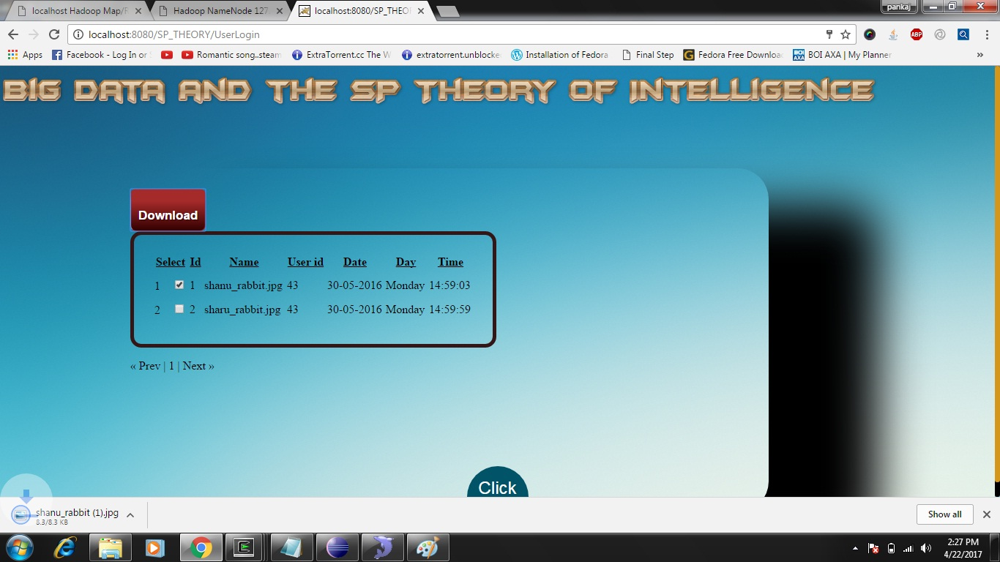 localhost Hadoop Map/R
Hadoop NameNode 127.
localhost:8080/SP_THEO
pankaj
localhost:8080/SP_THEORY/UserLogin
ABP
Apps
Facebook - Log In or
Romantic song..steam
ExtraTorrent.cc The W
extratorrent.unblocke
Installation of Fedora
Final Step
Fedora Free Downloa
BOI AXA | My Planner
»
BIG DATA AND THE SP THEORY OF INTELLIGENCE
Download
Select Id Name User id Date Day Time
1 1 shanu_rabbit.jpg 43 30-05-2016 Monday 14:59:03
2 2 sharu_rabbit.jpg 43 30-05-2016 Monday 14:59:59
« Prev | 1 | Next »
Click
shanu_rabbit (1).jpg
8.3/8.3 KB
Show all
2:27 PM
4/22/2017